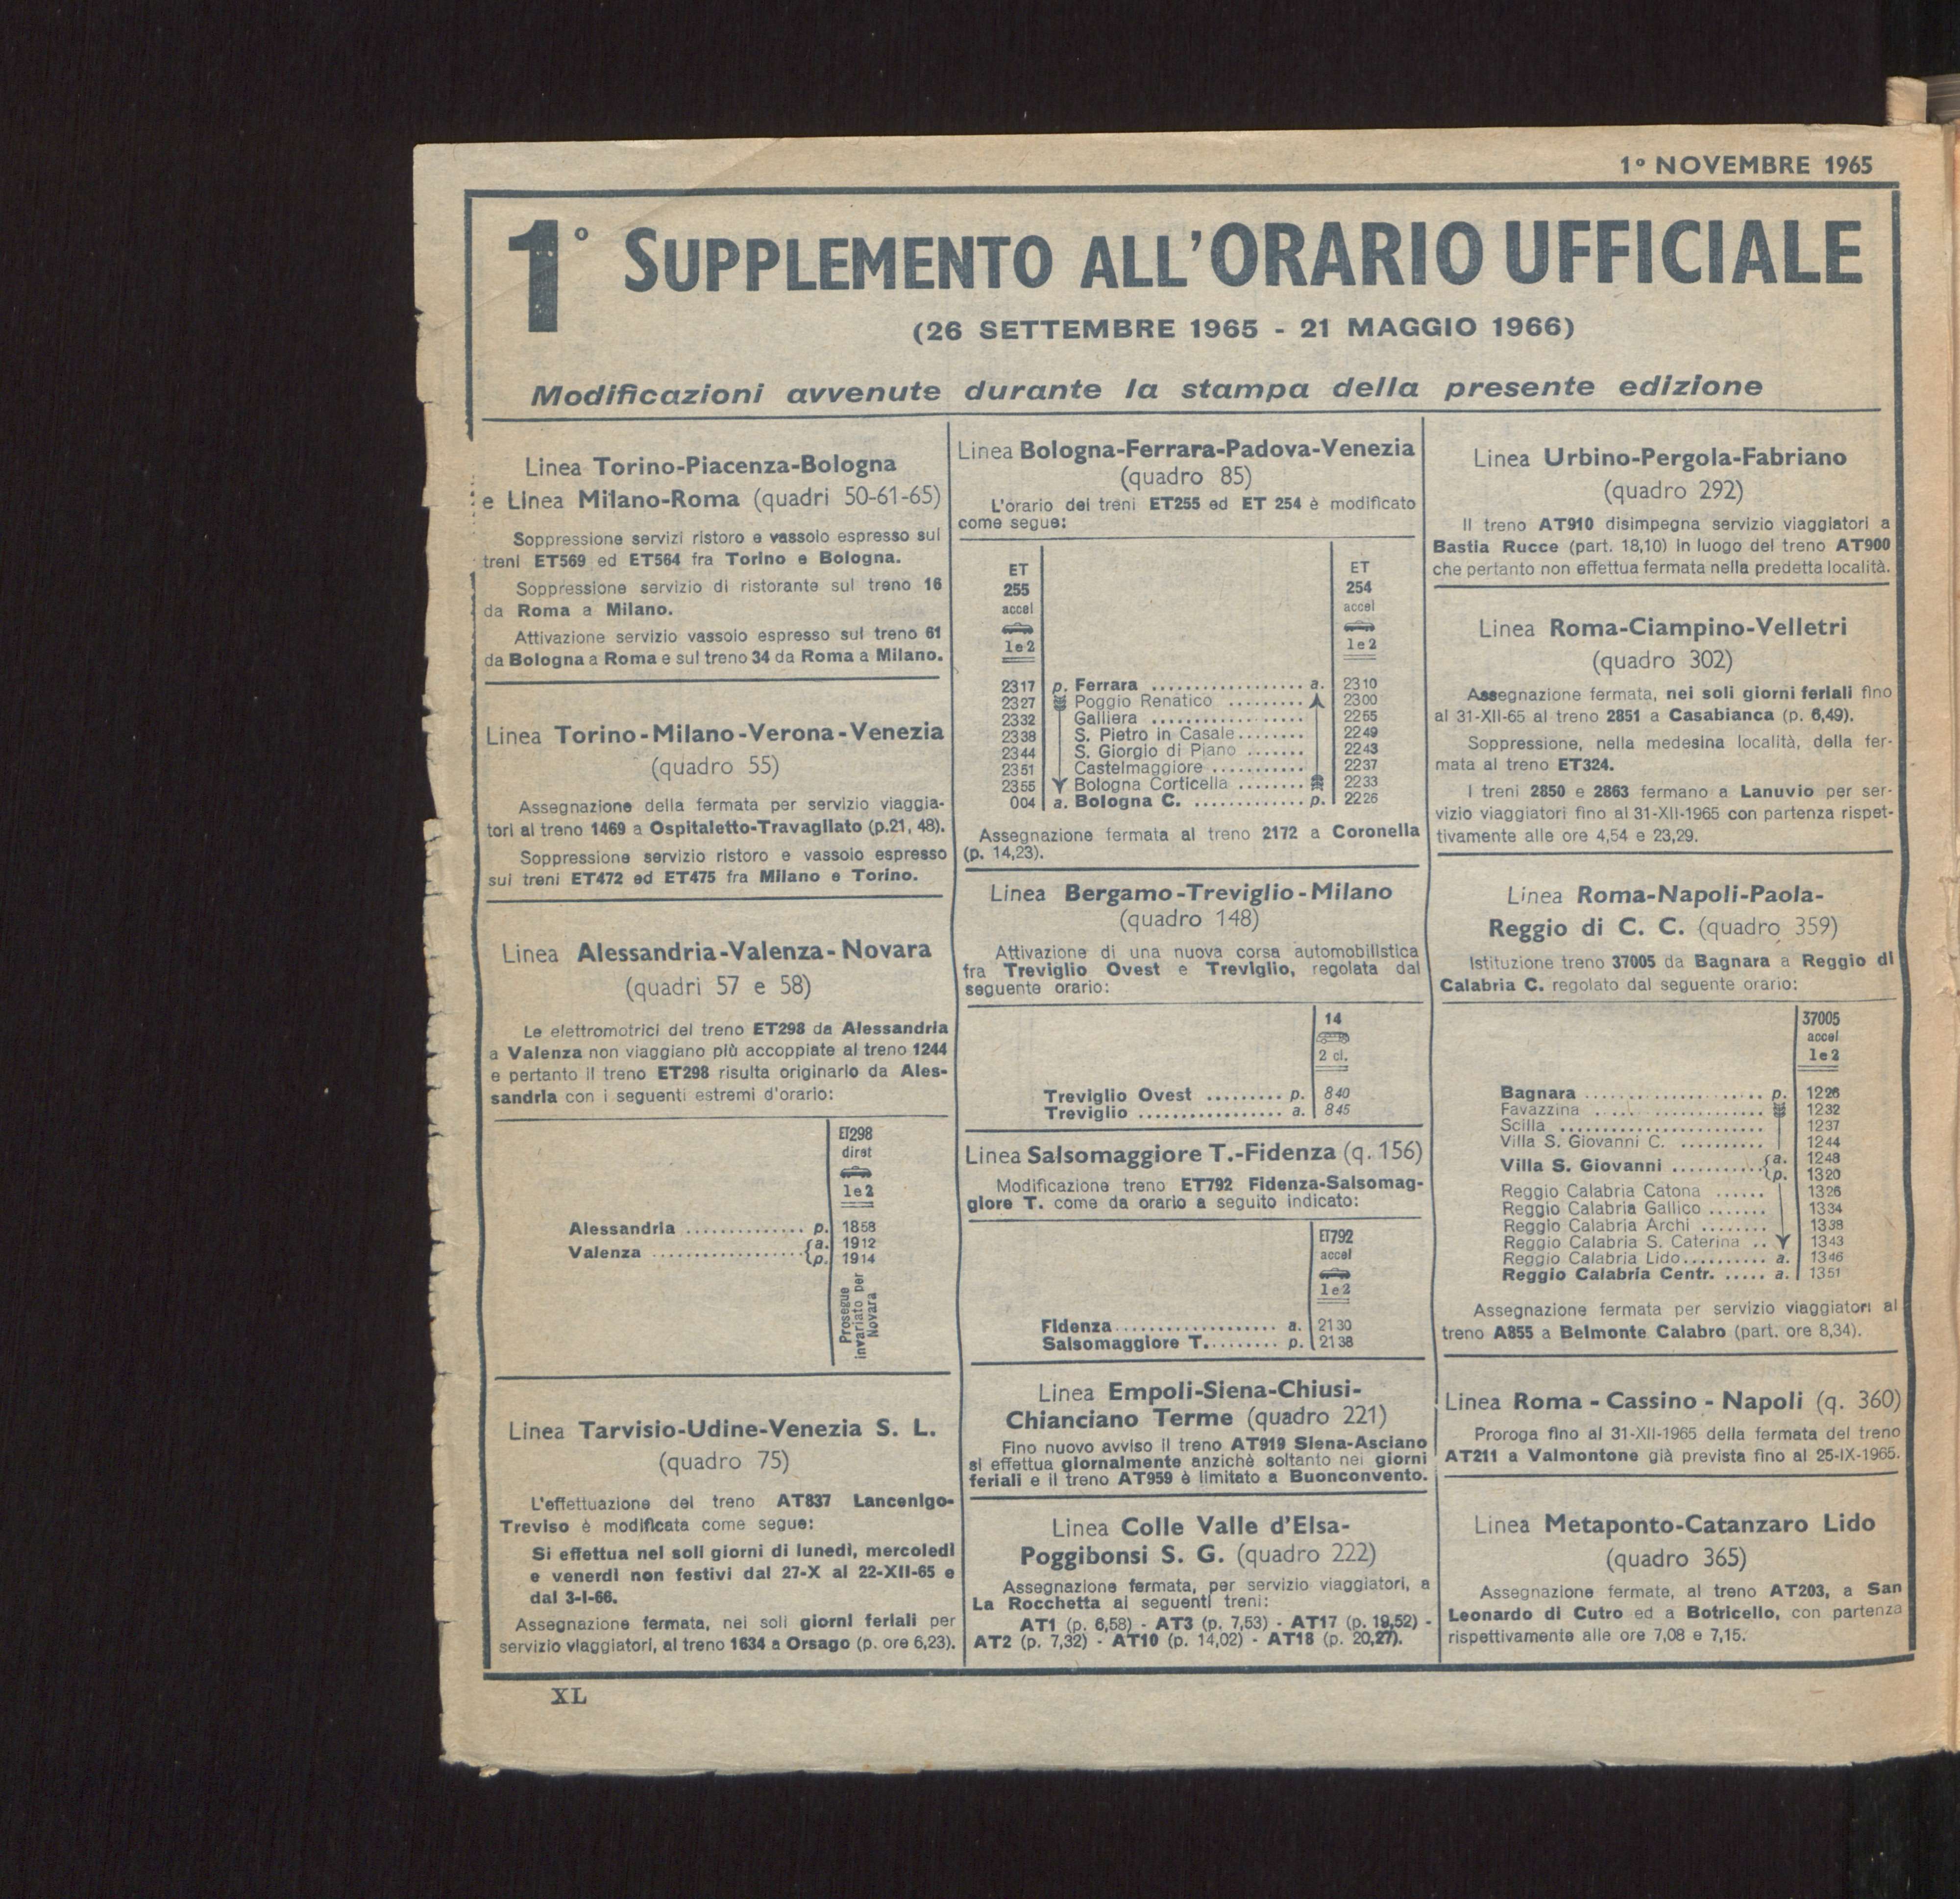 1º NOVEMBRE 1965
1º SUPPLEMENTO ALL'ORARIO UFFICIALE
(26 SETTEMBRE 1965 - 21 MAGGIO 1966)
Modificazioni avvenute durante la stampa della presente edizione
Linea Torino-Piacenza-Bologna
e Linea Milano-Roma (quadri 50-61-65)
Soppressione servizi ristoro e vassoio espresso sui
treni ET569 ed ET564 fra Torino e Bologna.
Soppressione servizio di ristorante sul treno 16
da Roma a Milano.
Attivazione servizio vassoio espresso sul treno 61
da Bologna a Roma e sul treno 34 da Roma a Milano.
Linea Torino-Milano-Verona-Venezia
(quadro 55)
Assegnazione della fermata per servizio viaggia-
tori al treno 1469 a Ospitaletto-Travagliato (p.21, 48).
Soppressione servizio ristoro e vassoio espresso
sui treni ET472 ed ET475 fra Milano e Torino.
Linea Alessandria-Valenza-Novara
(quadri 57 e 58)
Le elettromotrici del treno ET298 da Alessandria
a Valenza non viaggiano più accoppiate al treno 1244
e pertanto il treno ET298 risulta originario da Ales-
sandria con i seguenti estremi d'orario:
ET298
diret
1e2
Alessandria .............. p. 1858
Valenza .................. {a. 1912
{p. 1914
Prosegue
invariato per
Novara
Linea Tarvisio-Udine-Venezia S. L.
(quadro 75)
L'effettuazione del treno AT837 Lancenigo-
Treviso è modificata come segue:
Si effettua nei soli giorni di lunedì, mercoledì
e venerdì non festivi dal 27-X al 22-XII-65 e
dal 3-I-66.
Assegnazione fermata, nei soli giorni feriali per
servizio viaggiatori, al treno 1634 a Orsago (p. ore 6,23).
XL
Linea Bologna-Ferrara-Padova-Venezia
(quadro 85)
L'orario dei treni ET255 ed ET 254 è modificato
come segue:
ET ET
255 254
accel accel
1e2 1e2
2317 p. Ferrara .................. a. 2310
2327 Poggio Renatico ......... 2300
2332 Galliera .................. 2255
2338 S. Pietro in Casale........ 2249
2344 S. Giorgio di Piano ....... 2243
2351 Castelmaggiore ........... 2237
2355 Bologna Corticella ........ 2233
004 a. Bologna C. ............. p. 2226
Assegnazione fermata al treno 2172 a Coronella
(p. 14,23).
Linea Bergamo-Treviglio-Milano
(quadro 148)
Attivazione di una nuova corsa automobilistica
fra Treviglio Ovest e Treviglio, regolata dal
seguente orario:
14
2 cl.
Treviglio Ovest ......... p. 840
Treviglio ................. a. 845
Linea Salsomaggiore T.-Fidenza (q. 156)
Modificazione treno ET792 Fidenza-Salsomag-
giore T. come da orario a seguito indicato:
ET792
accel
1e2
Fidenza................... a. 2130
Salsomaggiore T......... p. 2138
Linea Empoli-Siena-Chiusi-
Chianciano Terme (quadro 221)
Fino nuovo avviso il treno AT919 Siena-Asciano
si effettua giornalmente anzichè soltanto nei giorni
feriali e il treno AT959 è limitato a Buonconvento.
Linea Colle Valle d'Elsa-
Poggibonsi S. G. (quadro 222)
Assegnazione fermata, per servizio viaggiatori, a
La Rocchetta ai seguenti treni:
AT1 (p. 6,58) - AT3 (p. 7,53) - AT17 (p. 19,52) -
AT2 (p. 7,32) - AT10 (p. 14,02) - AT18 (p. 20,27).
Linea Urbino-Pergola-Fabriano
(quadro 292)
Il treno AT910 disimpegna servizio viaggiatori a
Bastia Rucce (part. 18,10) in luogo del treno AT900
che pertanto non effettua fermata nella predetta località.
Linea Roma-Ciampino-Velletri
(quadro 302)
Assegnazione fermata, nei soli giorni feriali fino
al 31-XII-65 al treno 2851 a Casabianca (p. 6,49).
Soppressione, nella medesina località, della fer-
mata al treno ET324.
I treni 2850 e 2863 fermano a Lanuvio per ser-
vizio viaggiatori fino al 31-XII-1965 con partenza rispet-
tivamente alle ore 4,54 e 23,29.
Linea Roma-Napoli-Paola-
Reggio di C. C. (quadro 359)
Istituzione treno 37005 da Bagnara a Reggio di
Calabria C. regolato dal seguente orario:
37005
accel
1e2
Bagnara ..................... p. 1226
Favazzina ................... 1232
Scilla ........................ 1237
Villa S. Giovanni C. .......... 1244
Villa S. Giovanni ........... {a. 1248
{p. 1320
Reggio Calabria Catona ...... 1326
Reggio Calabria Gallico ....... 1334
Reggio Calabria Archi ........ 1338
Reggio Calabria S. Caterina .. 1343
Reggio Calabria Lido.......... a. 1346
Reggio Calabria Centr. ..... a. 1351
Assegnazione fermata per servizio viaggiatori al
treno A855 a Belmonte Calabro (part. ore 8,34).
Linea Roma - Cassino - Napoli (q. 360)
Proroga fino al 31-XII-1965 della fermata del treno
AT211 a Valmontone già prevista fino al 25-IX-1965.
Linea Metaponto-Catanzaro Lido
(quadro 365)
Assegnazione fermate, al treno AT203, a San
Leonardo di Cutro ed a Botricello, con partenza
rispettivamente alle ore 7,08 e 7,15.